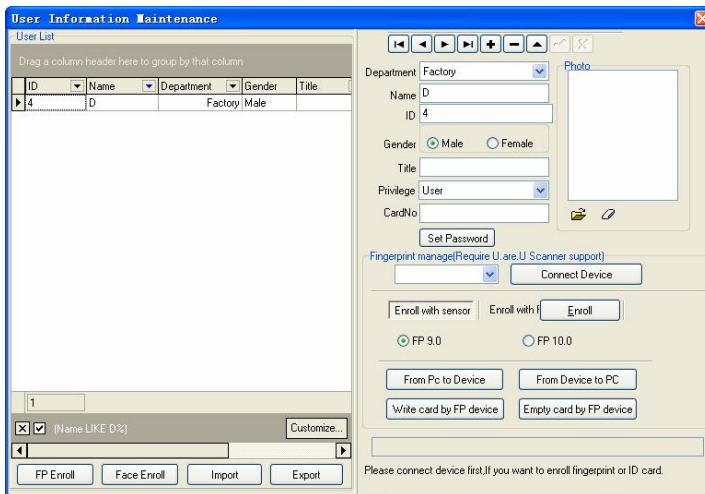 User Information Maintenance
User List
Drag a column header here to group by that column
ID Name Department Gender Title
4 D Factory Male
1
(Name LIKE D%)
Customize...
FP Enroll Face Enroll Import Export
Department Factory
Photo
Name D
ID 4
Gender Male Female
Title
Privilege User
CardNo
Set Password
Fingerprint manage(Require U.are.U Scanner support)
Connect Device
Enroll with sensor Enroll with Enroll
FP 9.0 FP 10.0
From Pc to Device From Device to PC
Write card by FP device Empty card by FP device
Please connect device first,If you want to enroll fingerprint or ID card.